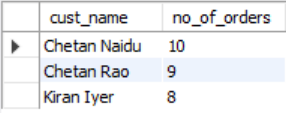 cust_name no_of_orders
Chetan Naidu 10
Chetan Rao 9
Kiran Iyer 8